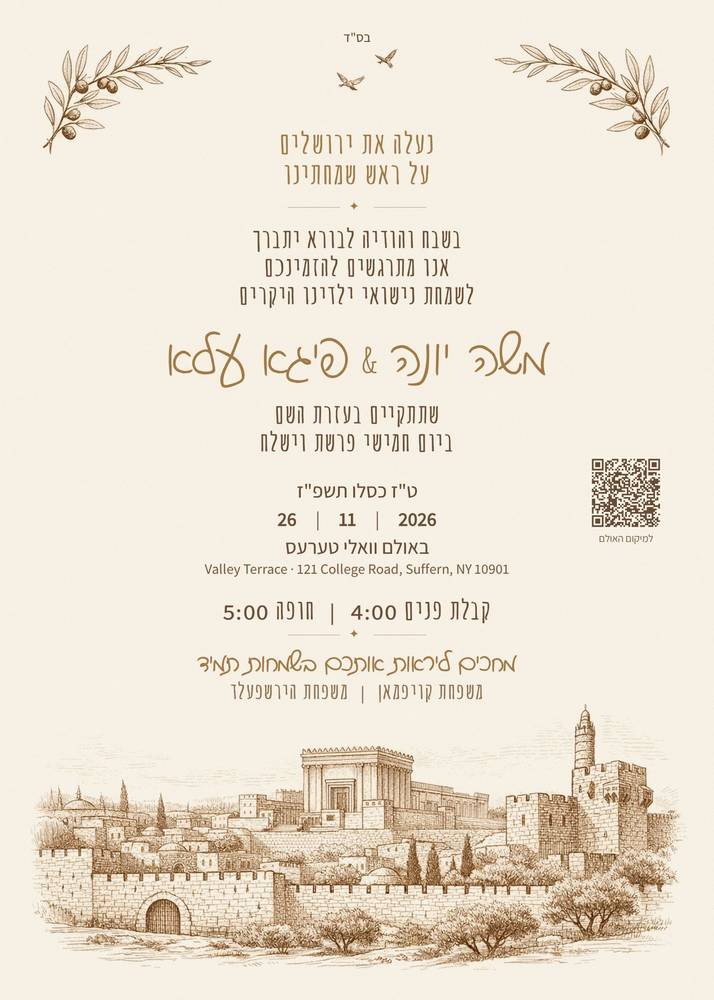 בס"ד
נעלה את ירושלים
על ראש שמחתינו
בשבח והודיה לבורא יתברך
אנו מתרגשים להזמינכם
לשמחת נישואי ילדינו היקרים
משה יונה & פיגא עלא
שתתקיים בעזרת השם
ביום חמישי פרשת וישלח
ט"ז כסלו תשפ"ז
26 | 11 | 2026
באולם וואלי טערעס
Valley Terrace · 121 College Road, Suffern, NY 10901
למיקום האולם
קבלת פנים 4:00 | חופה 5:00
מחכים ליראות אותכם בשמחות תמיד
משפחת קויפמאן | משפחת הירשפעלד